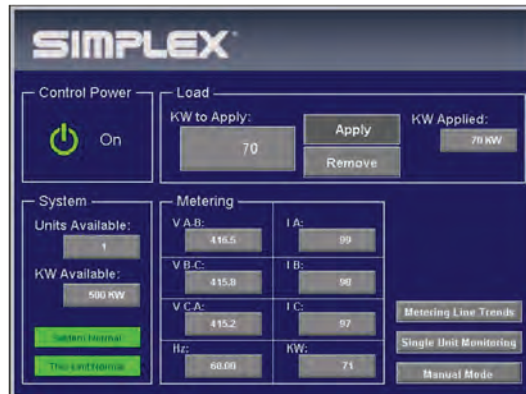 SIMPLEX
Control Power
On
Load
KW to Apply:
70
Apply
Remove
KW Applied:
70 KW
System
Units Available:
1
KW Available:
500 KW
System Normal
This Unit Normal
Metering
V A-B:
416.5
I A:
99
V B-C:
415.8
I B:
98
V C-A:
415.2
I C:
97
Hz:
60.00
KW:
71
Metering Line Trends
Single Unit Monitoring
Manual Mode